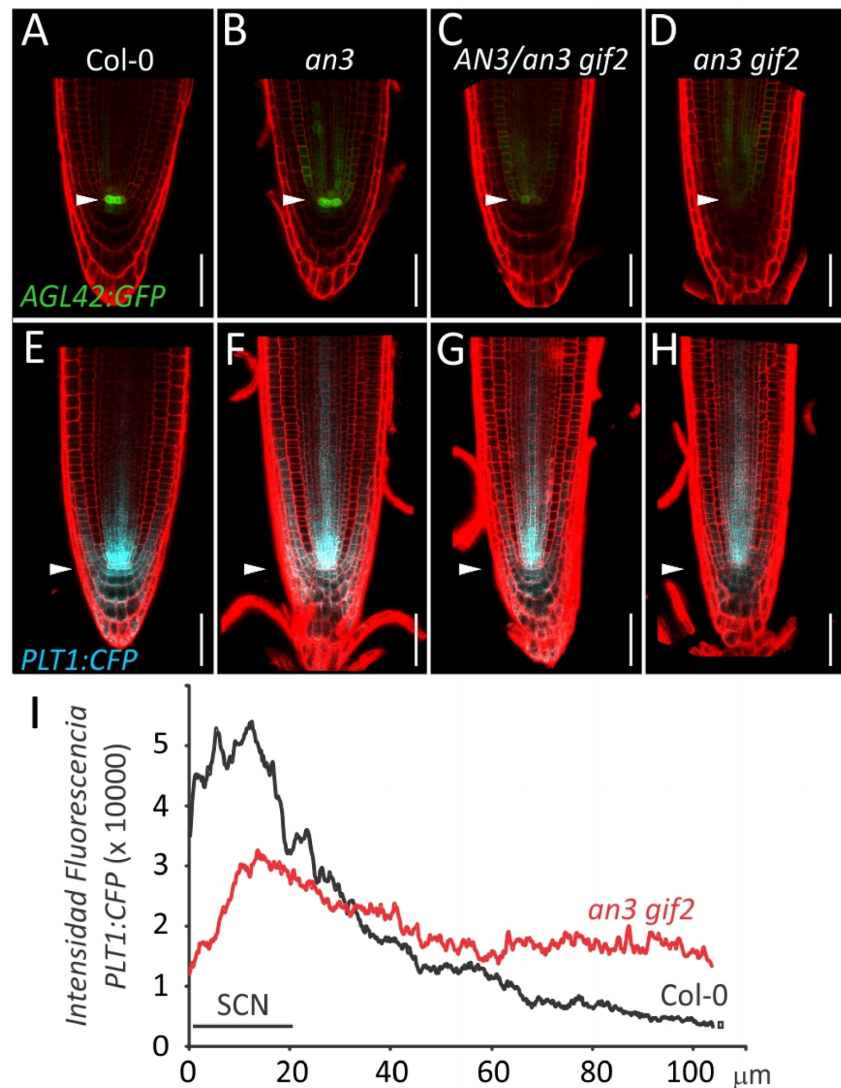 A
Col-0
B
an3
C
AN3/an3 gif2
D
an3 gif2
AGL42:GFP
E
F
G
H
PLT1:CFP
I
Intensidad Fluorescencia
PLT1:CFP (x 10000)
5
4
3
2
1
0
an3 gif2
Col-0
SCN
0 20 40 60 80 100 µm